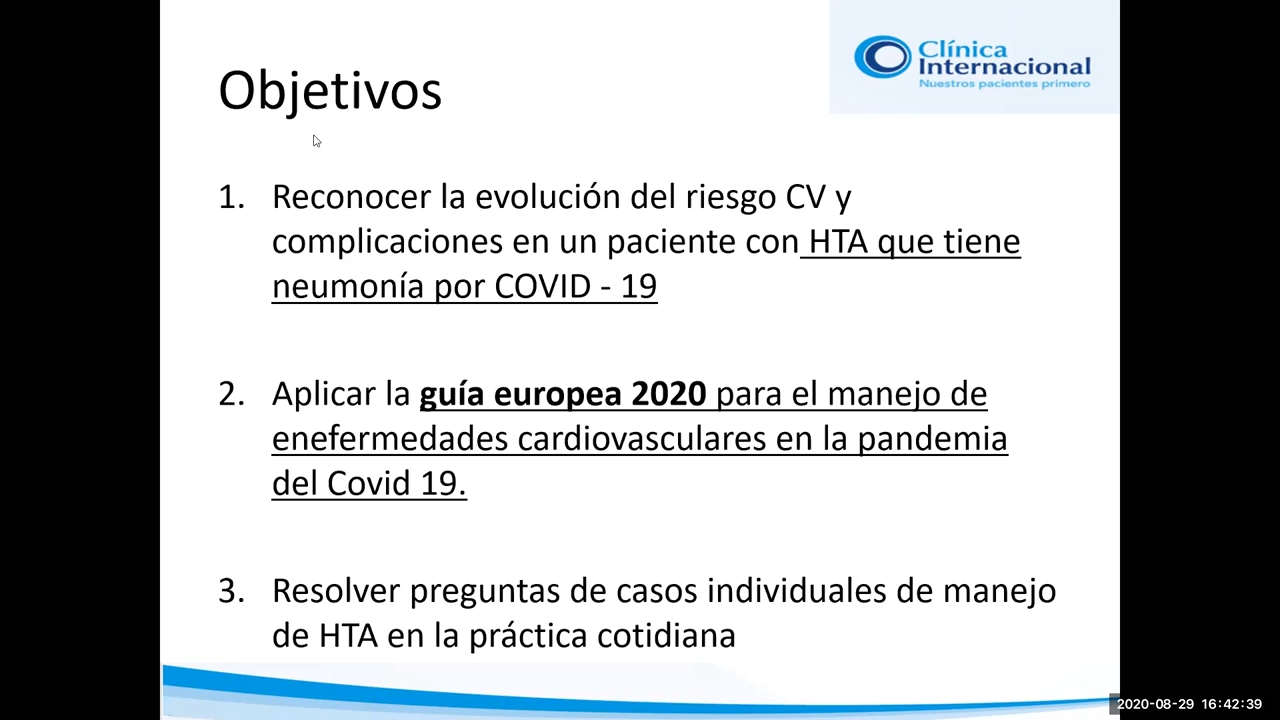 Clínica
Internacional
Nuestros pacientes primero
Objetivos
1. Reconocer la evolución del riesgo CV y
complicaciones en un paciente con HTA que tiene
neumonía por COVID - 19
2. Aplicar la guía europea 2020 para el manejo de
enefermedades cardiovasculares en la pandemia
del Covid 19.
3. Resolver preguntas de casos individuales de manejo
de HTA en la práctica cotidiana
2020-08-29 16:42:39